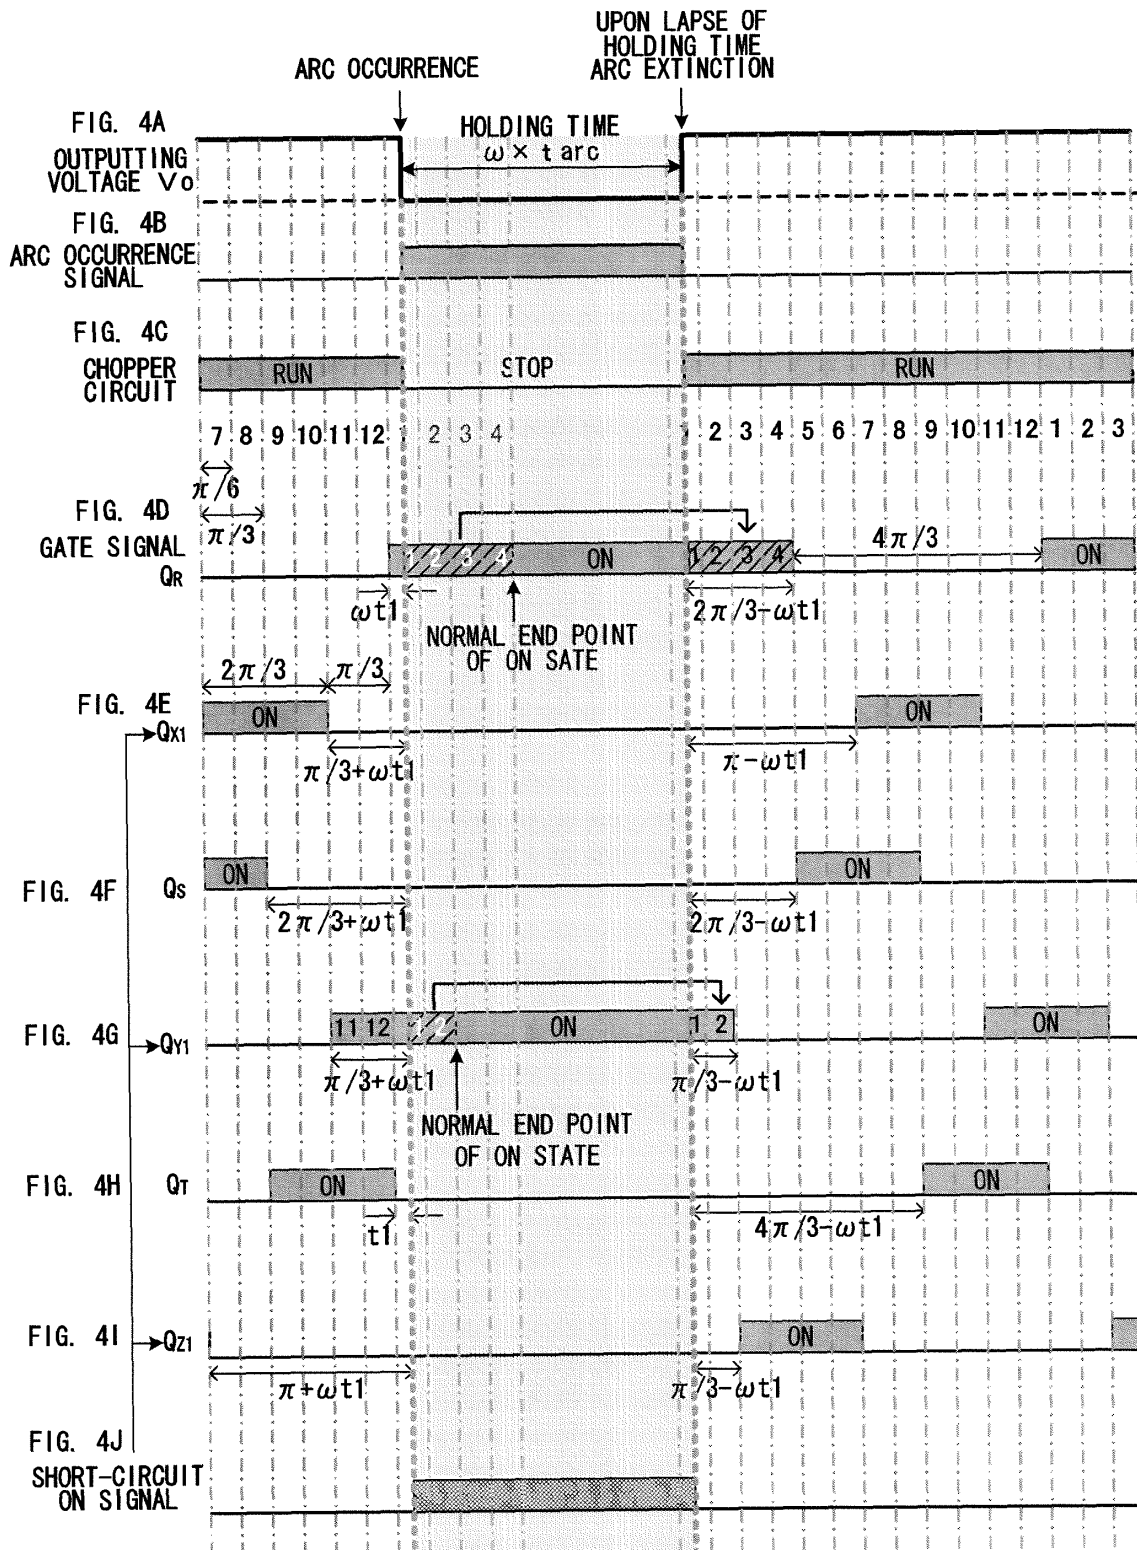 UPON LAPSE OF
HOLDING TIME
ARC OCCURRENCE ARC EXTINCTION
FIG. 4A
HOLDING TIME
OUTPUTTING
VOLTAGE Vo
ω × t arc
FIG. 4B
ARC OCCURRENCE
SIGNAL
FIG. 4C
CHOPPER
CIRCUIT
RUN STOP RUN
7 8 9 10 11 12 2 3 4 2 3 4 5 6 7 8 9 10 11 12 1 2 3
π/6
FIG. 4D
π/3
4π/3
GATE SIGNAL
QR
1 2 3 4 ON 1 2 3 4 ON
ωt1
2π/3-ωt1
NORMAL END POINT
OF ON SATE
2π/3 π/3
FIG. 4E
QX1
ON ON
π/3+ωt1 π-ωt1
FIG. 4F QS
ON ON
2π/3+ωt1 2π/3-ωt1
FIG. 4G QY1
11 12 1 2 ON 1 2 ON
π/3+ωt1 π/3-ωt1
NORMAL END POINT
OF ON STATE
FIG. 4H QT
ON ON
t1 4π/3-ωt1
FIG. 4I QZ1
ON
π+ωt1 π/3-ωt1
FIG. 4J
SHORT-CIRCUIT
ON SIGNAL